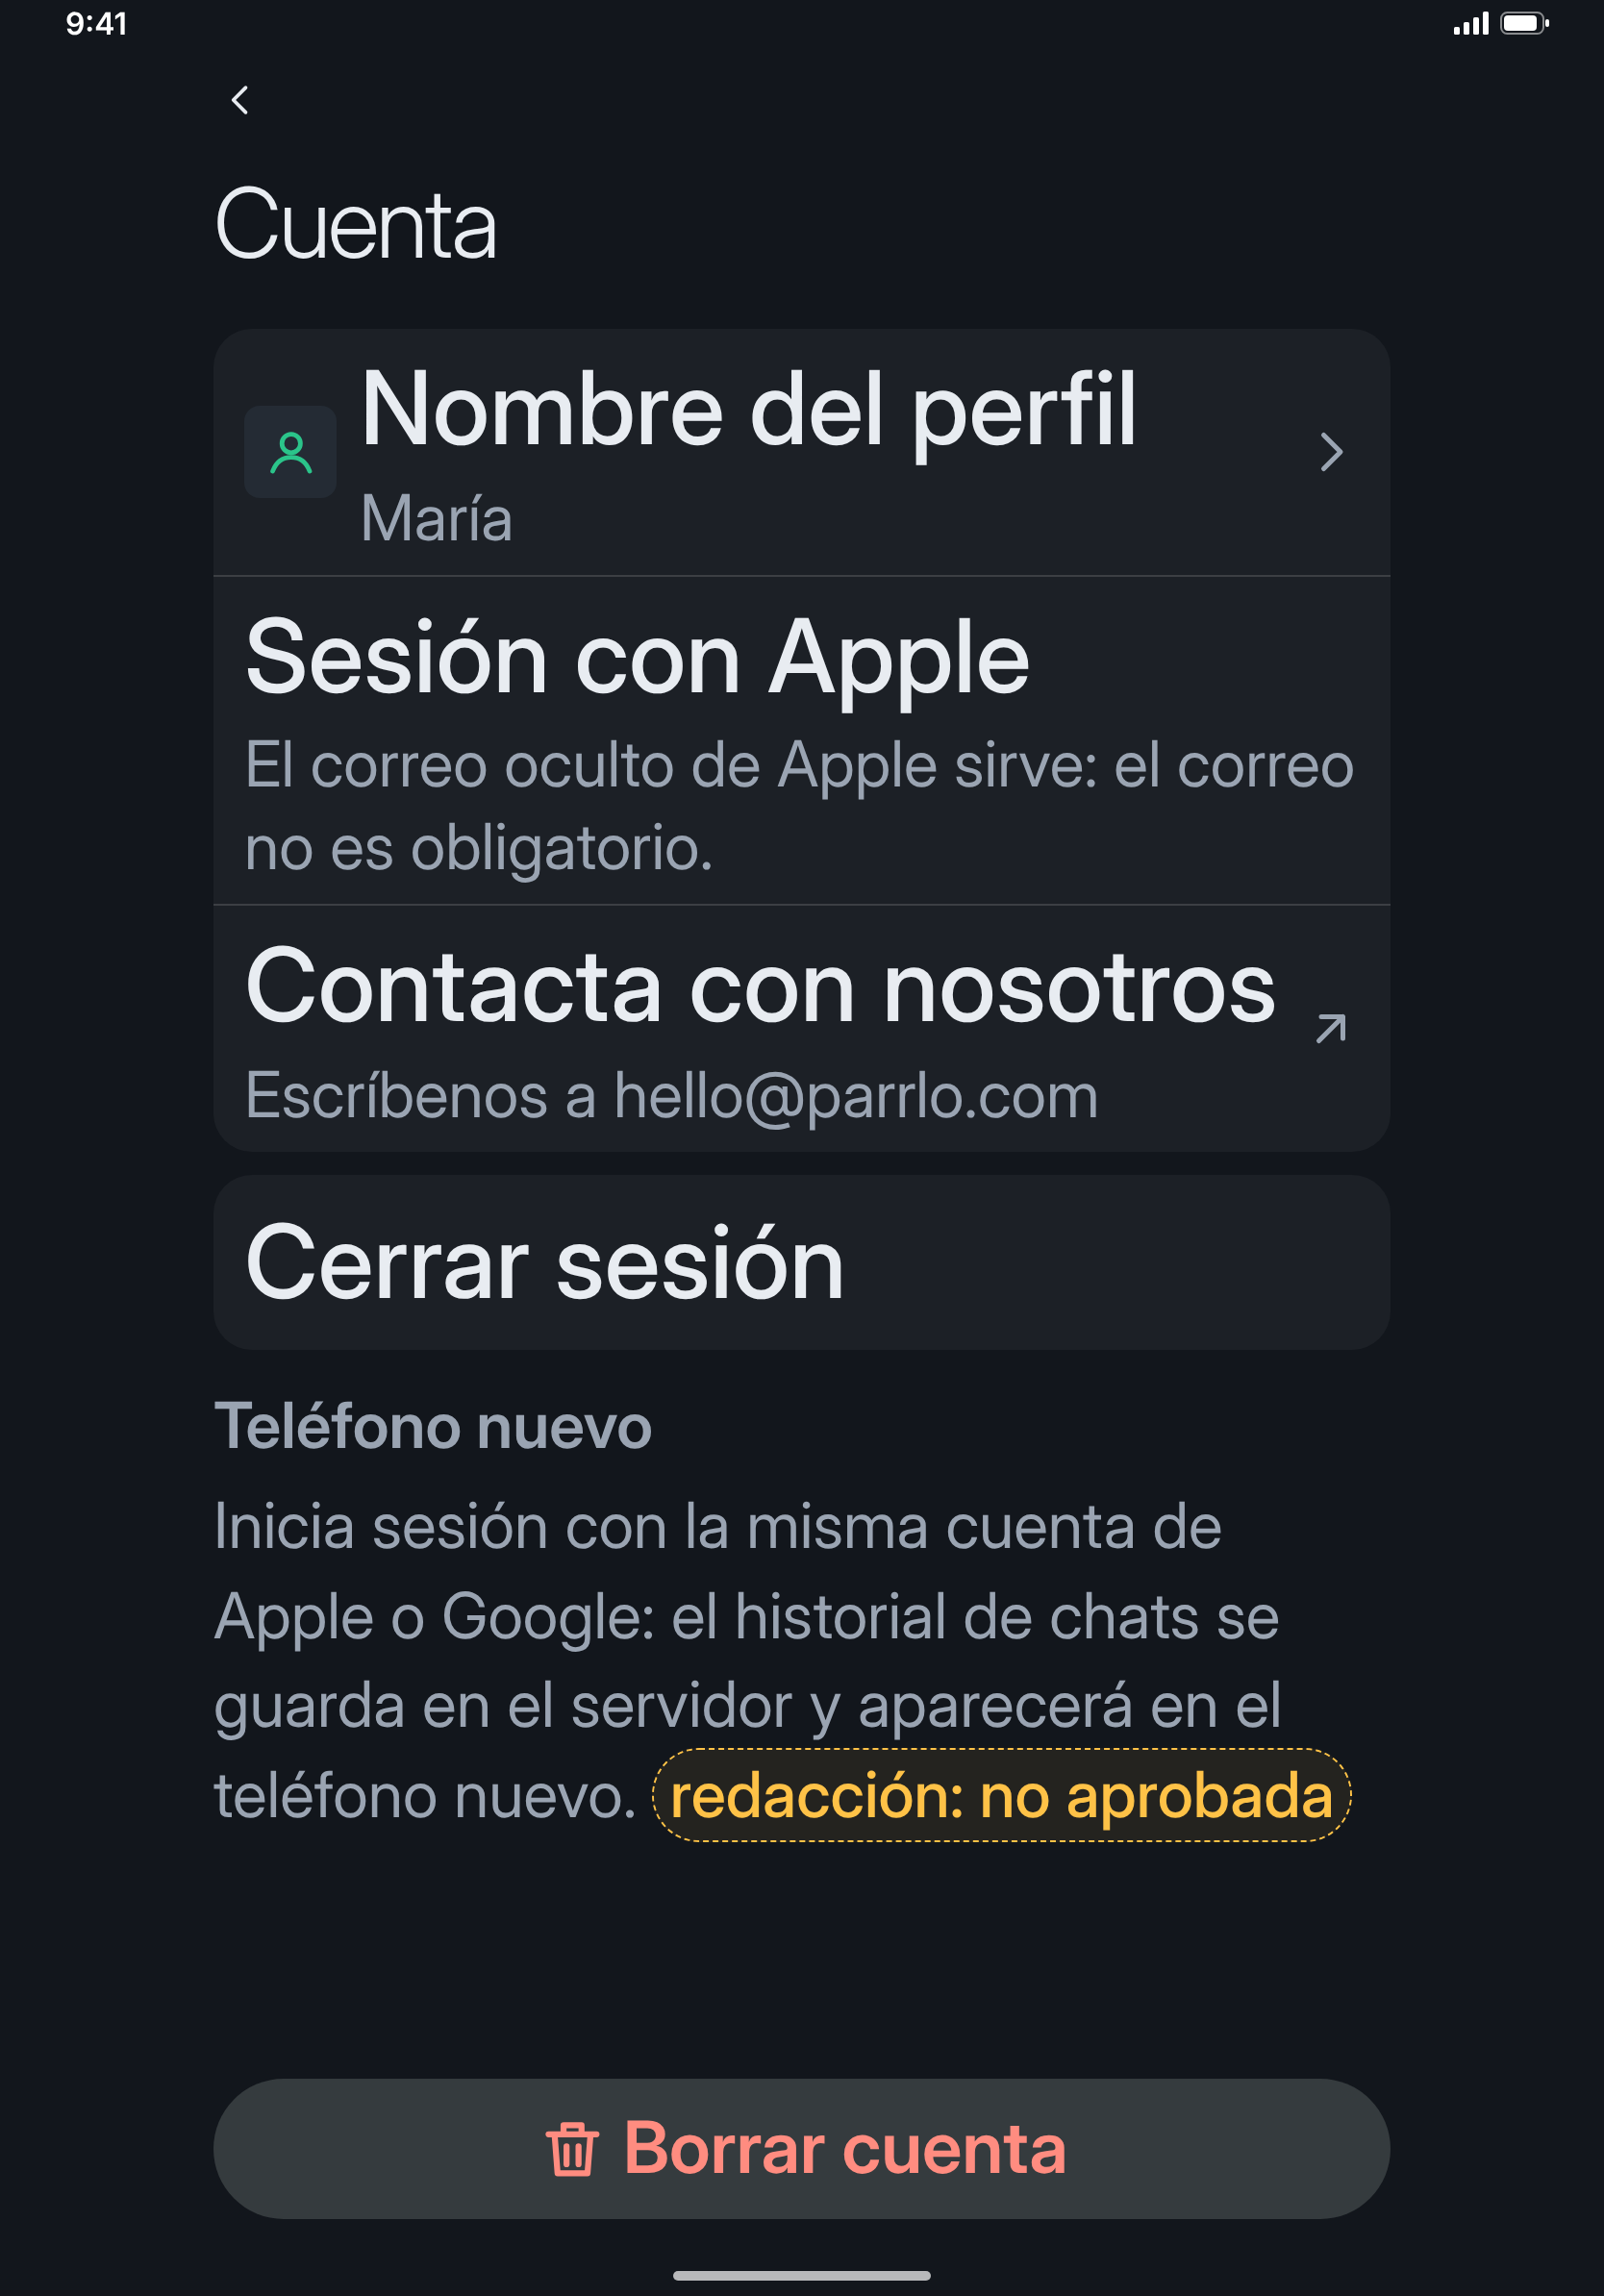 9:41
Cuenta
Nombre del perfil
María
Sesión con Apple
El correo oculto de Apple sirve: el correo
no es obligatorio.
Contacta con nosotros
Escríbenos a hello@parrlo.com
Cerrar sesión
Teléfono nuevo
Inicia sesión con la misma cuenta de
Apple o Google: el historial de chats se
guarda en el servidor y aparecerá en el
teléfono nuevo. redacción: no aprobada
Borrar cuenta